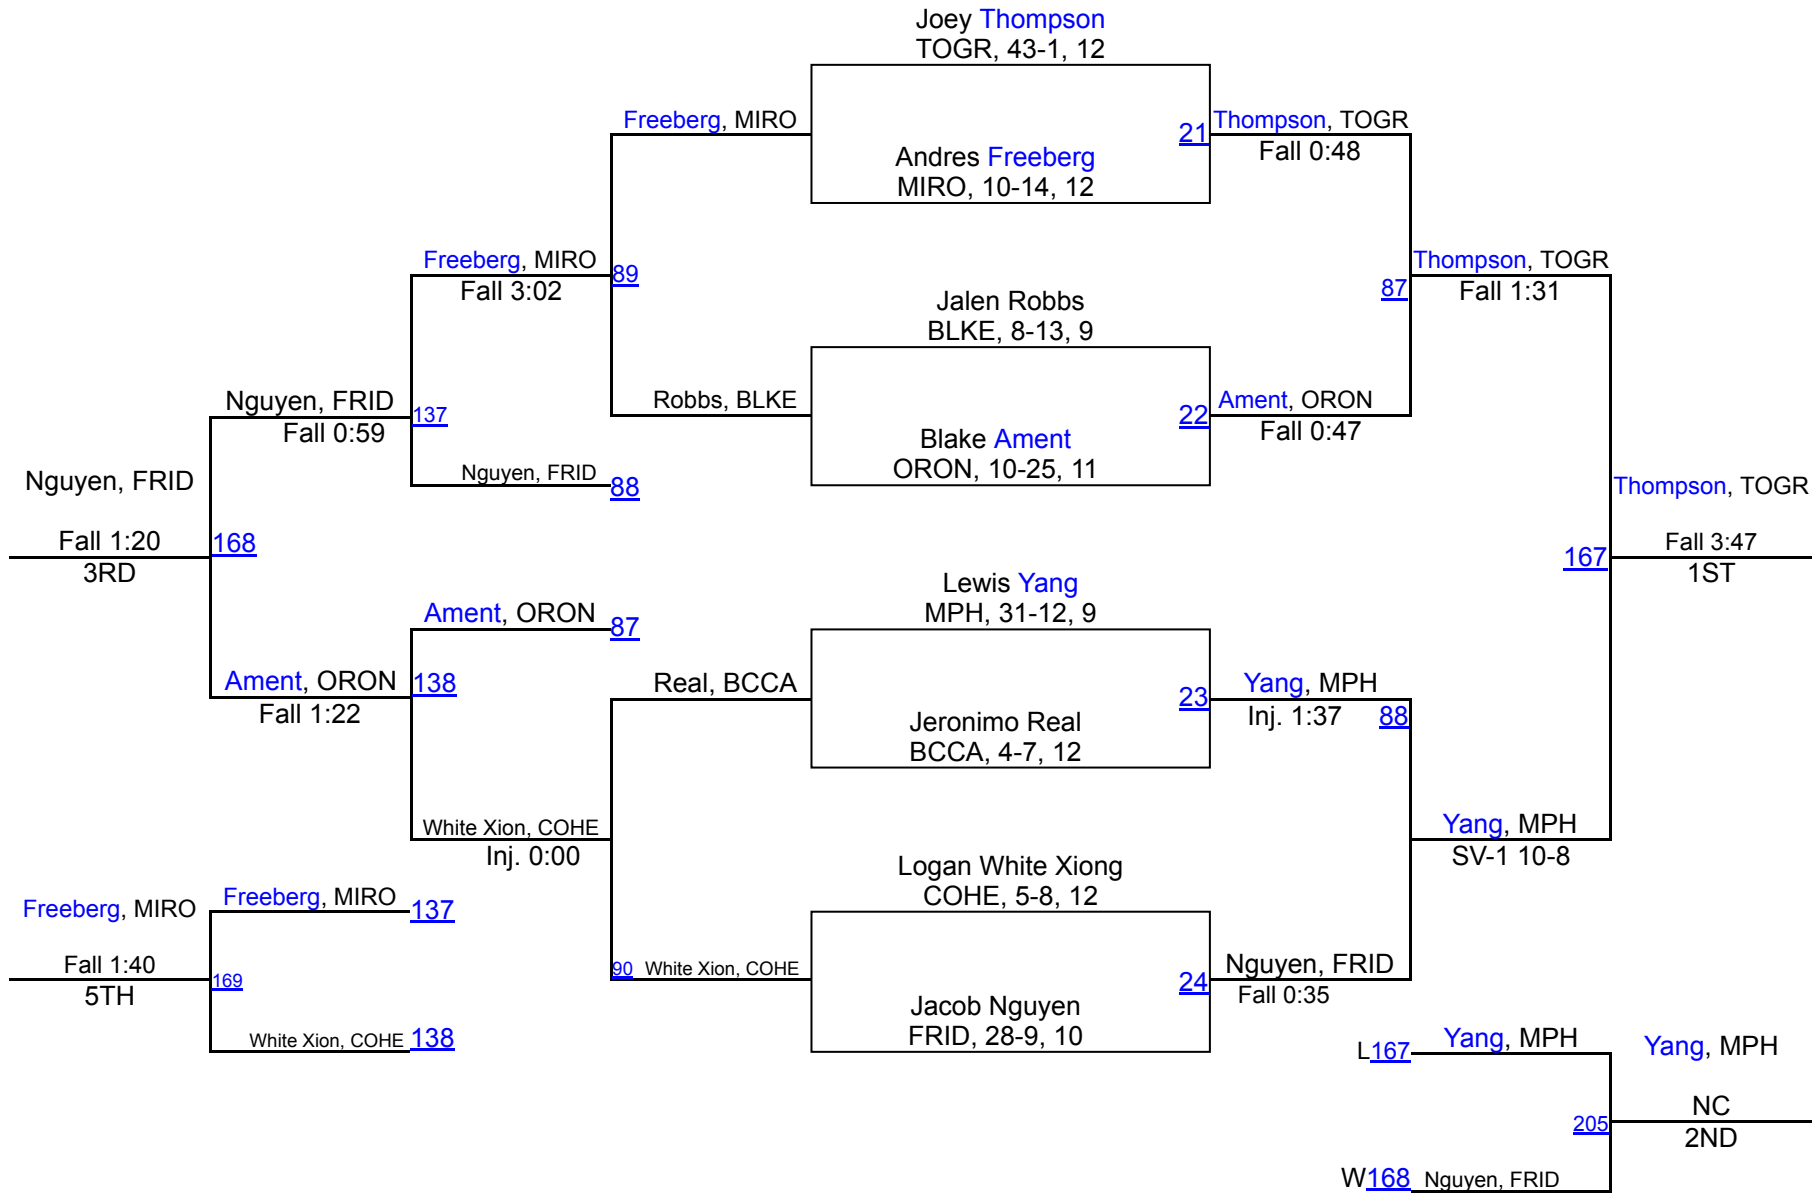 Joey Thompson
TOGR, 43-1, 12
Freeberg, MIRO
21
Thompson, TOGR
Fall 0:48
Andres Freeberg
MIRO, 10-14, 12
Freeberg, MIRO
Fall 3:02
89
Thompson, TOGR
Fall 1:31
87
Jalen Robbs
BLKE, 8-13, 9
Nguyen, FRID
Fall 0:59
137
Robbs, BLKE
22
Ament, ORON
Fall 0:47
Blake Ament
ORON, 10-25, 11
Nguyen, FRID
88
Nguyen, FRID
Fall 1:20
3RD
168
Thompson, TOGR
167
Fall 3:47
1ST
Lewis Yang
MPH, 31-12, 9
Ament, ORON
87
Ament, ORON
Fall 1:22
138
Real, BCCA
23
Yang, MPH
Inj. 1:37
88
Jeronimo Real
BCCA, 4-7, 12
White Xion, COHE
Inj. 0:00
Yang, MPH
SV-1 10-8
Logan White Xiong
COHE, 5-8, 12
Freeberg, MIRO
Freeberg, MIRO
137
Fall 1:40
5TH
169
90
White Xion, COHE
24
Nguyen, FRID
Fall 0:35
Jacob Nguyen
FRID, 28-9, 10
White Xion, COHE
138
L167
Yang, MPH
Yang, MPH
NC
2ND
205
W168
Nguyen, FRID